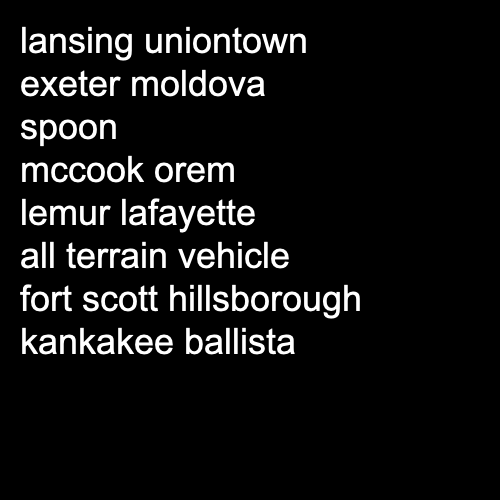 lansing uniontown
exeter moldova
spoon
mccook orem
lemur lafayette
all terrain vehicle
fort scott hillsborough
kankakee ballista